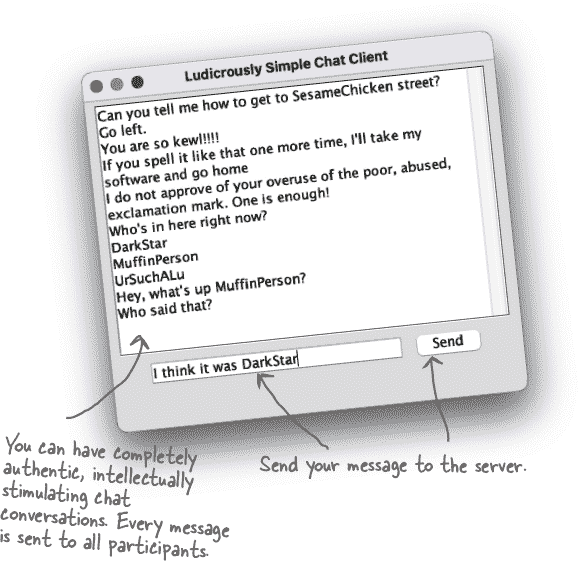 Ludicrously Simple Chat Client
Can you tell me how to get to SesameChicken street?
Go left.
You are so kewl!!!!!
If you spell it like that one more time, I'll take my
software and go home
I do not approve of your overuse of the poor, abused,
exclamation mark. One is enough!
Who's in here right now?
DarkStar
MuffinPerson
UrSuchALu
Hey, what's up MuffinPerson?
Who said that?
I think it was DarkStar
Send
You can have completely
authentic, intellectually
stimulating chat
conversations. Every message
is sent to all participants.
Send your message to the server.